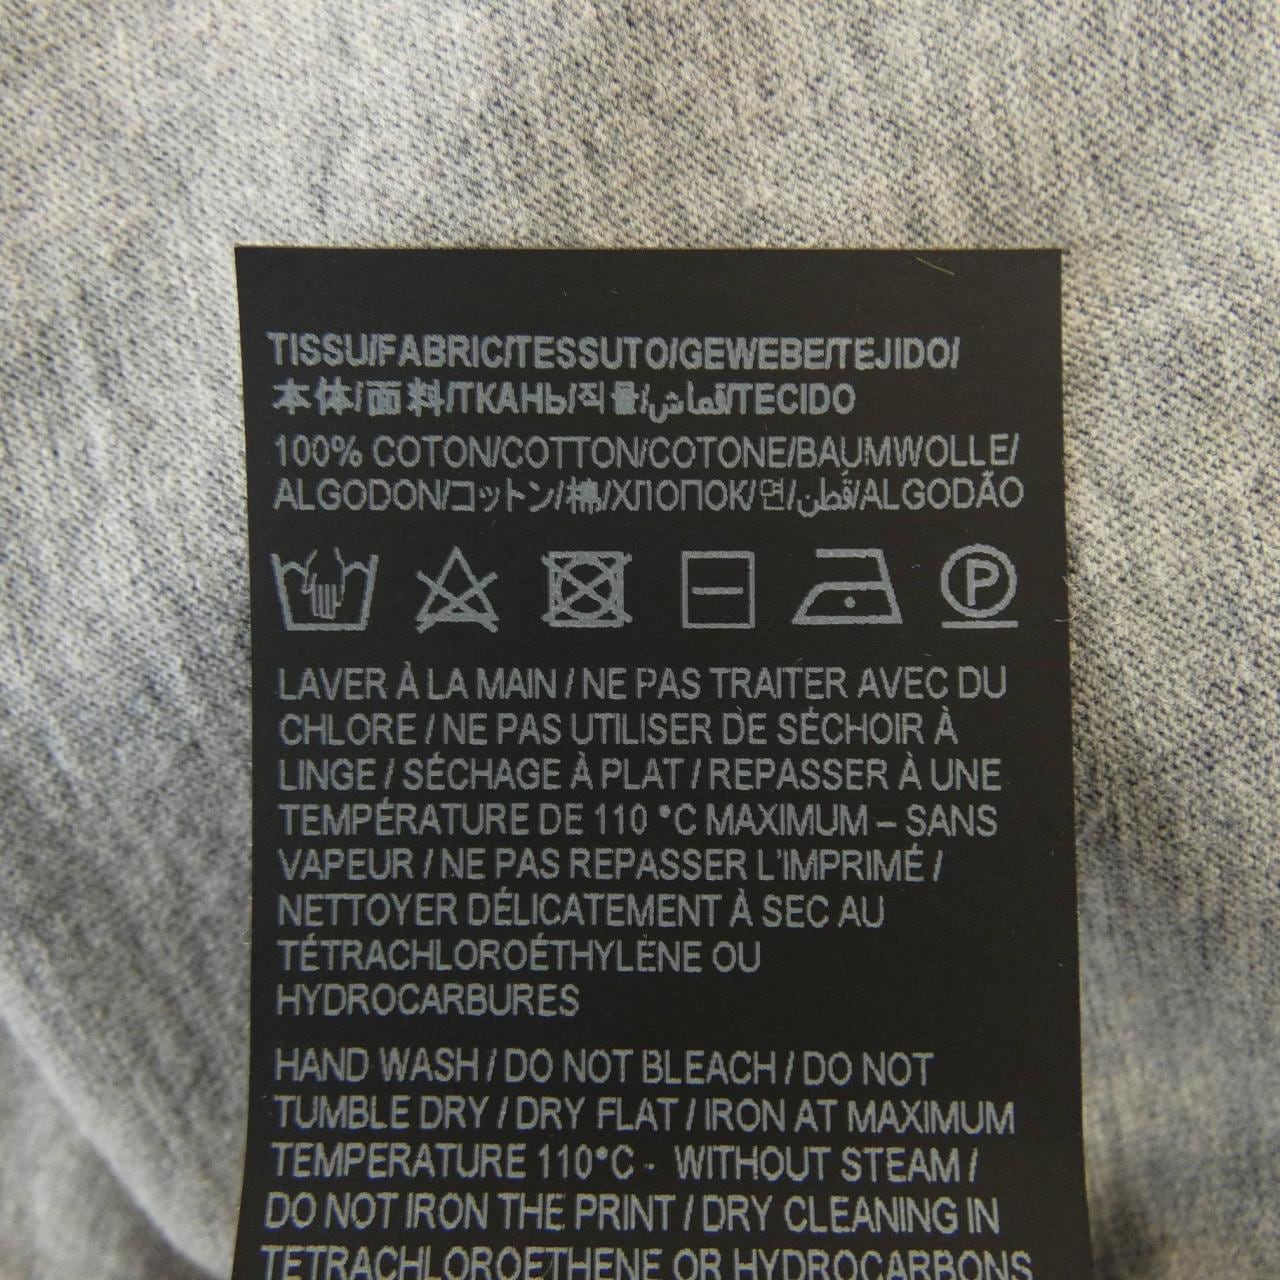 TISSU/FABRIC/TESSUTO/GEWEBE/TEJIDO/
本体/面料/ТКАНЬ/직물/قماش/TECIDO
100% COTON/COTTON/COTONE/BAUMWOLLE/
ALGODON/コットン/棉/ХЛОПОК/면/قُطن/ALGODÃO
P
LAVER À LA MAIN / NE PAS TRAITER AVEC DU
CHLORE / NE PAS UTILISER DE SÉCHOIR À
LINGE / SÉCHAGE À PLAT / REPASSER À UNE
TEMPÉRATURE DE 110 °C MAXIMUM – SANS
VAPEUR / NE PAS REPASSER L'IMPRIMÉ /
NETTOYER DÉLICATEMENT À SEC AU
TÉTRACHLOROÉTHYLÈNE OU
HYDROCARBURES
HAND WASH / DO NOT BLEACH / DO NOT
TUMBLE DRY / DRY FLAT / IRON AT MAXIMUM
TEMPERATURE 110°C - WITHOUT STEAM /
DO NOT IRON THE PRINT / DRY CLEANING IN
TETRACHLOROETHENE OR HYDROCARBONS